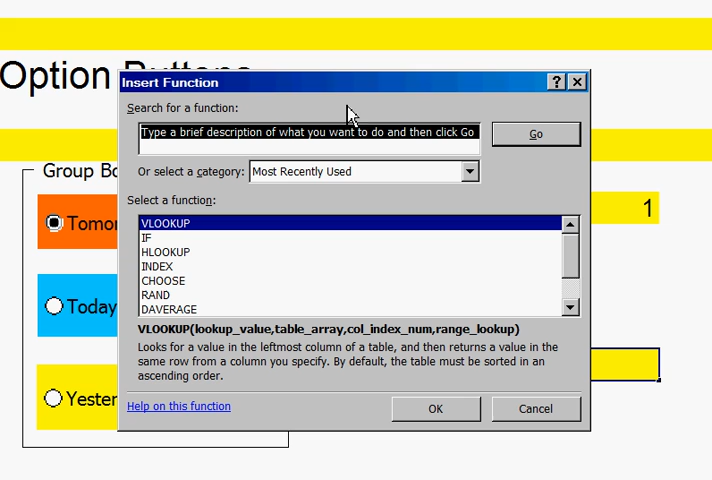 Option Buttons
Insert Function
Search for a function:
Type a brief description of what you want to do and then click Go
Go
Or select a category: Most Recently Used
Select a function:
Group Bo
1
VLOOKUP
Tomor
IF
HLOOKUP
INDEX
CHOOSE
RAND
Today
DAVERAGE
VLOOKUP(lookup_value,table_array,col_index_num,range_lookup)
Looks for a value in the leftmost column of a table, and then returns a value in the
same row from a column you specify. By default, the table must be sorted in an
ascending order.
Yester
Help on this function
OK
Cancel